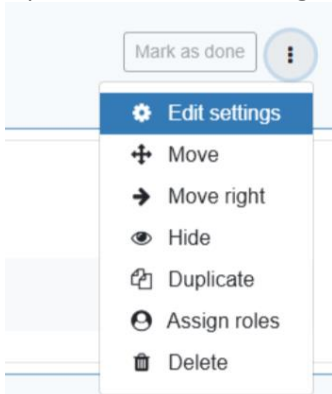 Mark as done
Edit settings
Move
Move right
Hide
Duplicate
Assign roles
Delete